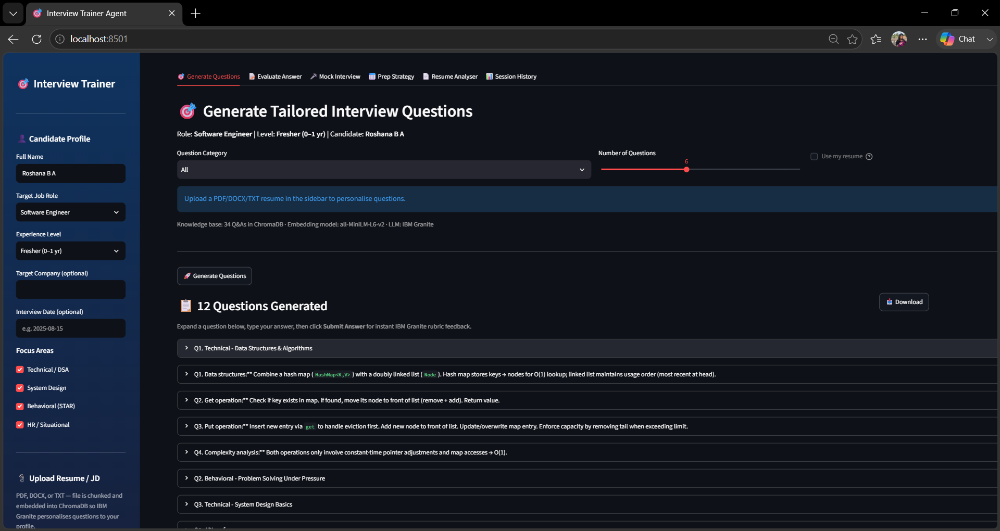 Interview Trainer Agent
localhost:8501
Chat
Interview Trainer
Candidate Profile
Full Name
Roshana B A
Target Job Role
Software Engineer
Experience Level
Fresher (0–1 yr)
Target Company (optional)
Interview Date (optional)
e.g. 2025-08-15
Focus Areas
Technical / DSA
System Design
Behavioral (STAR)
HR / Situational
Upload Resume / JD
PDF, DOCX, or TXT — file is chunked and
embedded into ChromaDB so IBM
Granite personalises questions to your
profile.
Generate Questions
Evaluate Answer
Mock Interview
Prep Strategy
Resume Analyser
Session History
Generate Tailored Interview Questions
Role: Software Engineer | Level: Fresher (0–1 yr) | Candidate: Roshana B A
Question Category
All
Number of Questions
6
Use my resume
Upload a PDF/DOCX/TXT resume in the sidebar to personalise questions.
Knowledge base: 34 Q&As in ChromaDB · Embedding model: all-MiniLM-L6-v2 · LLM: IBM Granite
Generate Questions
12 Questions Generated
Download
Expand a question below, type your answer, then click Submit Answer for instant IBM Granite rubric feedback.
Q1. Technical - Data Structures & Algorithms
Q1. Data structures:** Combine a hash map ( HashMap<K,V> ) with a doubly linked list ( Node ). Hash map stores keys → nodes for O(1) lookup; linked list maintains usage order (most recent at head).
Q2. Get operation:** Check if key exists in map. If found, move its node to front of list (remove + add). Return value.
Q3. Put operation:** Insert new entry via get to handle eviction first. Add new node to front of list. Update/overwrite map entry. Enforce capacity by removing tail when exceeding limit.
Q4. Complexity analysis:** Both operations only involve constant-time pointer adjustments and map accesses → O(1).
Q2. Behavioral - Problem Solving Under Pressure
Q3. Technical - System Design Basics